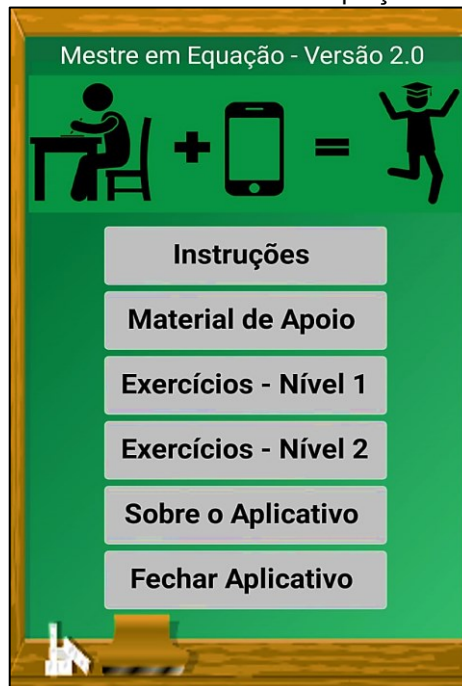 Mestre em Equação - Versão 2.0
+ =
Instruções
Material de Apoio
Exercícios - Nível 1
Exercícios - Nível 2
Sobre o Aplicativo
Fechar Aplicativo